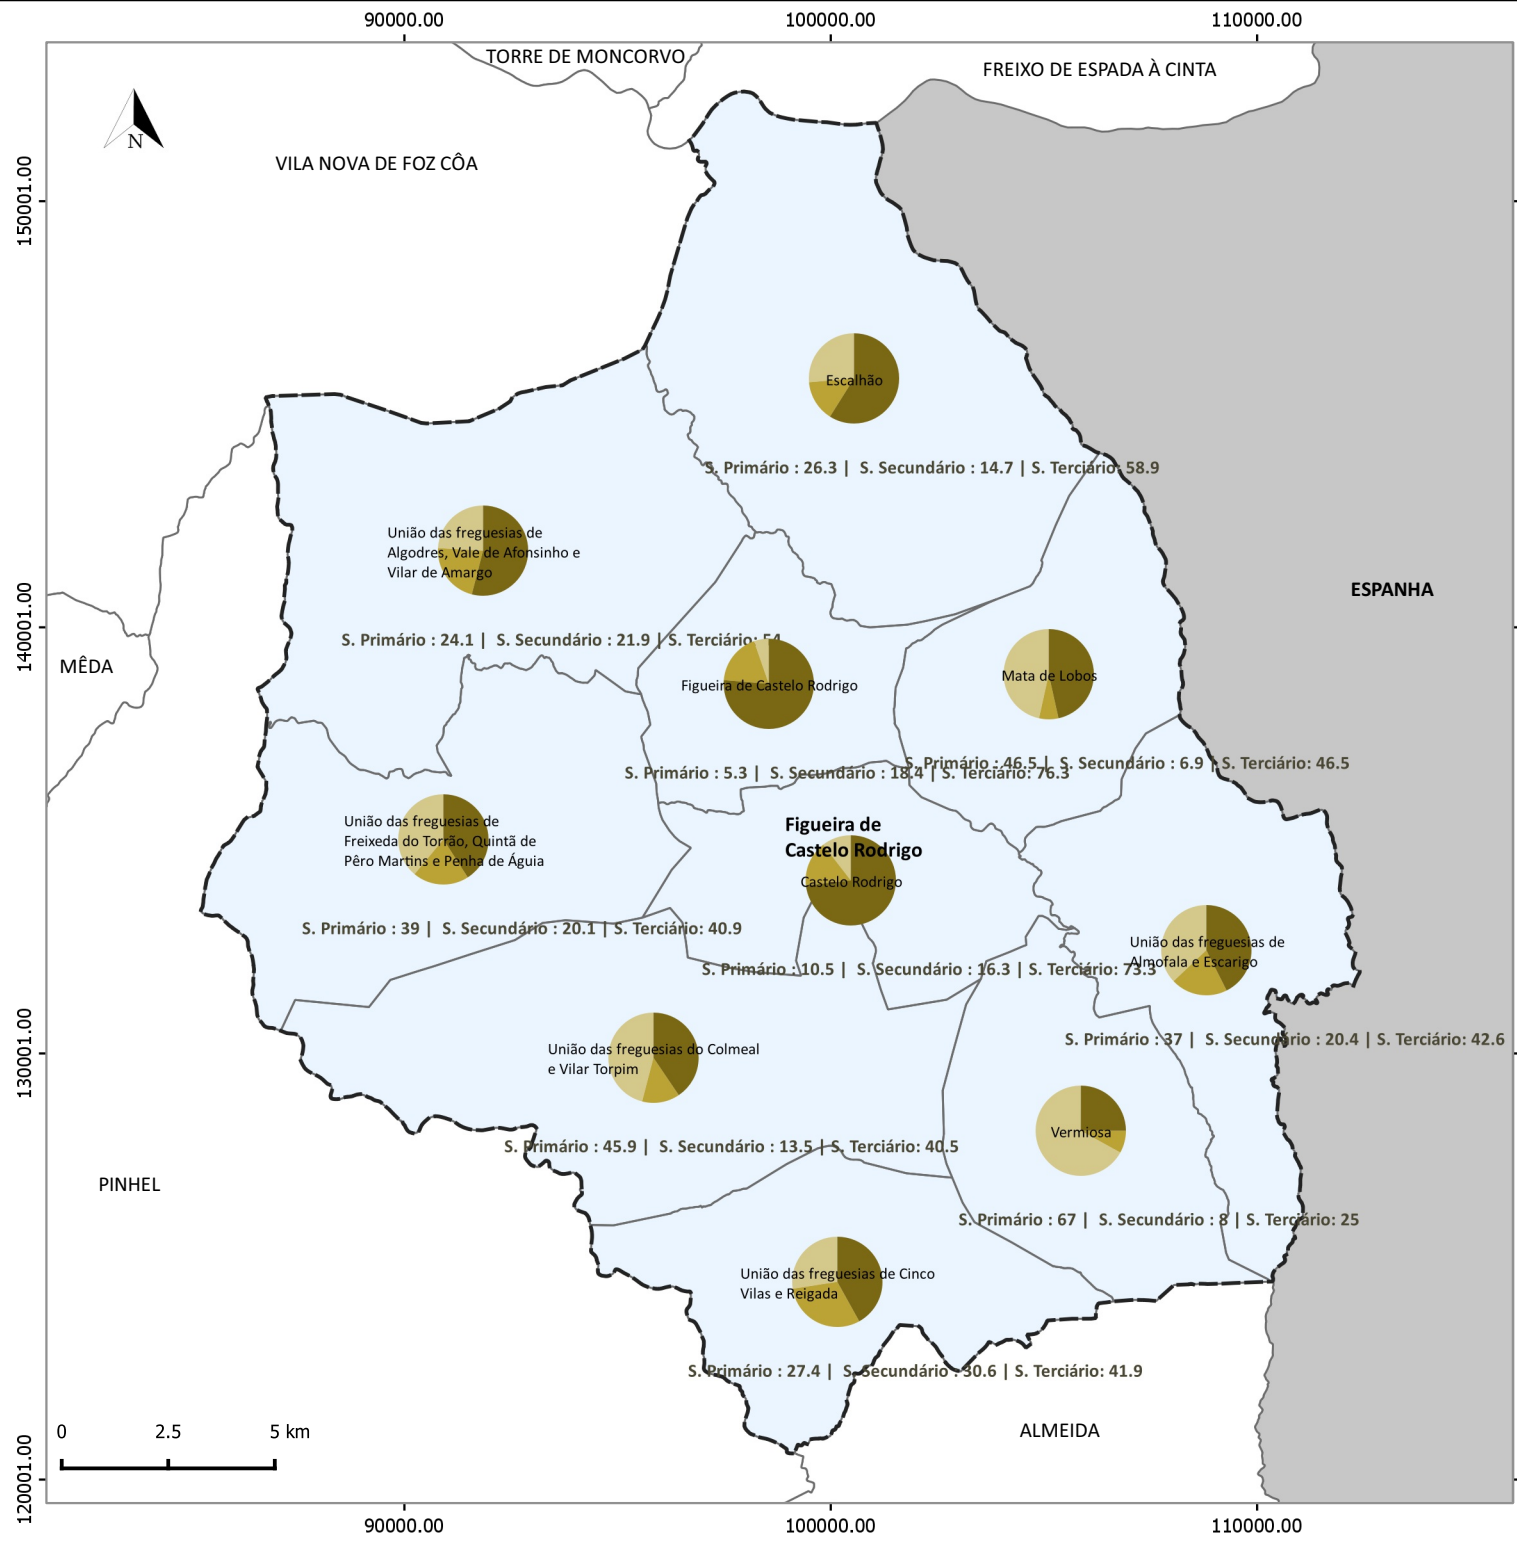 90000.00
100000.00
110000.00
TORRE DE MONCORVO
FREIXO DE ESPADA À CINTA
N
VILA NOVA DE FOZ CÔA
150001.00
Escalhão
S. Primário : 26.3 | S. Secundário : 14.7 | S. Terciário: 58.9
União das freguesias de
Algodres, Vale de Afonsinho e
Vilar de Amargo
ESPANHA
140001.00
S. Primário : 24.1 | S. Secundário : 21.9 | S. Terciário: 54
MÊDA
Figueira de Castelo Rodrigo
Mata de Lobos
S. Primário : 5.3 | S. Secundário : 18.4 | S. Terciário: 76.3
S. Primário : 46.5 | S. Secundário : 6.9 | S. Terciário: 46.5
União das freguesias de
Freixeda do Torrão, Quintã de
Pêro Martins e Penha de Águia
Figueira de
Castelo Rodrigo
Castelo Rodrigo
S. Primário : 39 | S. Secundário : 20.1 | S. Terciário: 40.9
União das freguesias de
Almofala e Escarigo
S. Primário : 10.5 | S. Secundário : 16.3 | S. Terciário: 73.3
S. Primário : 37 | S. Secundário : 20.4 | S. Terciário: 42.6
130001.00
União das freguesias do Colmeal
e Vilar Torpim
Vermiosa
S. Primário : 45.9 | S. Secundário : 13.5 | S. Terciário: 40.5
PINHEL
S. Primário : 67 | S. Secundário : 8 | S. Terciário: 25
União das freguesias de Cinco
Vilas e Reigada
S. Primário : 27.4 | S. Secundário : 30.6 | S. Terciário: 41.9
ALMEIDA
0 2.5 5 km
120001.00
90000.00
100000.00
110000.00